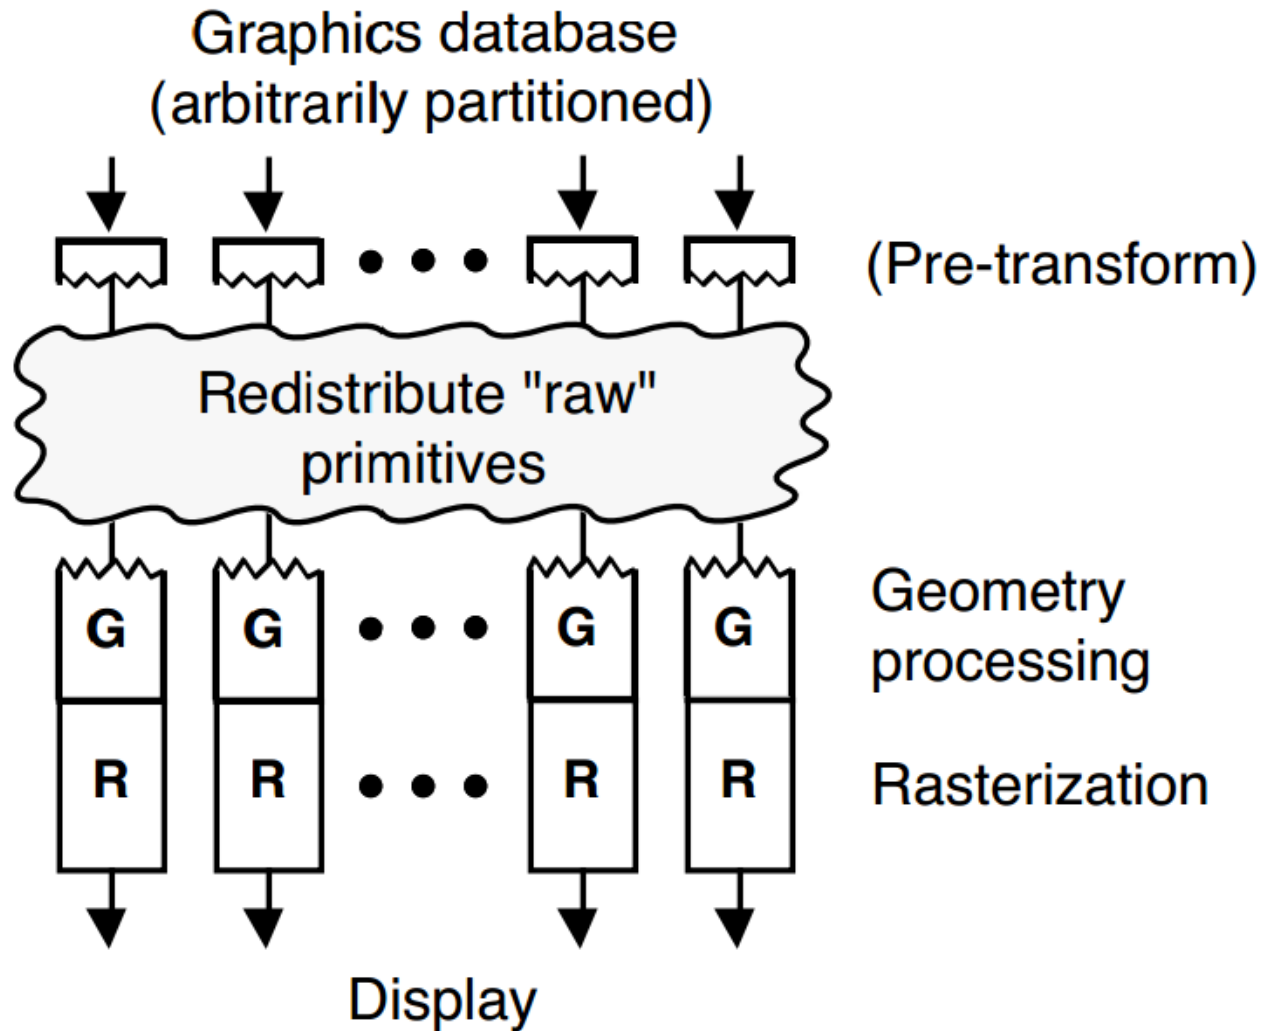 Graphics database
(arbitrarily partitioned)
(Pre-transform)
Redistribute "raw"
primitives
G G G G
Geometry
processing
R R R R
Rasterization
Display